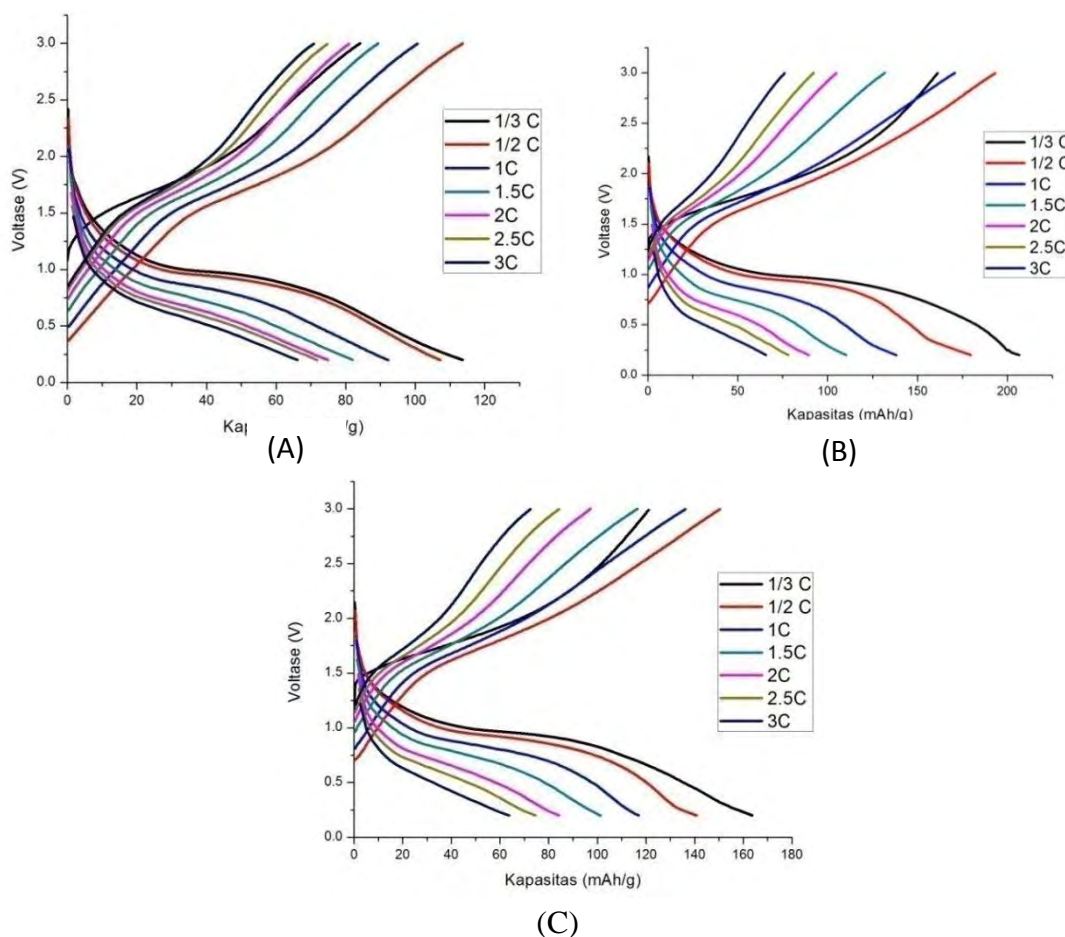 3.0
2.5
2.0
1.5
1.0
0.5
0.0
Voltase (V)
1/3 C
1/2 C
1C
1.5C
2C
2.5C
3C
0 20 40 60 80 100 120
(A)
3.0
2.5
2.0
1.5
1.0
0.5
0.0
Voltase (V)
1/3 C
1/2 C
1C
1.5C
2C
2.5C
3C
0 50 100 150 200
Kapasitas (mAh/g)
(B)
3.0
2.5
2.0
1.5
1.0
0.5
0.0
Voltase (V)
1/3 C
1/2 C
1C
1.5C
2C
2.5C
3C
0 20 40 60 80 100 120 140 160 180
Kapasitas (mAh/g)
(C)